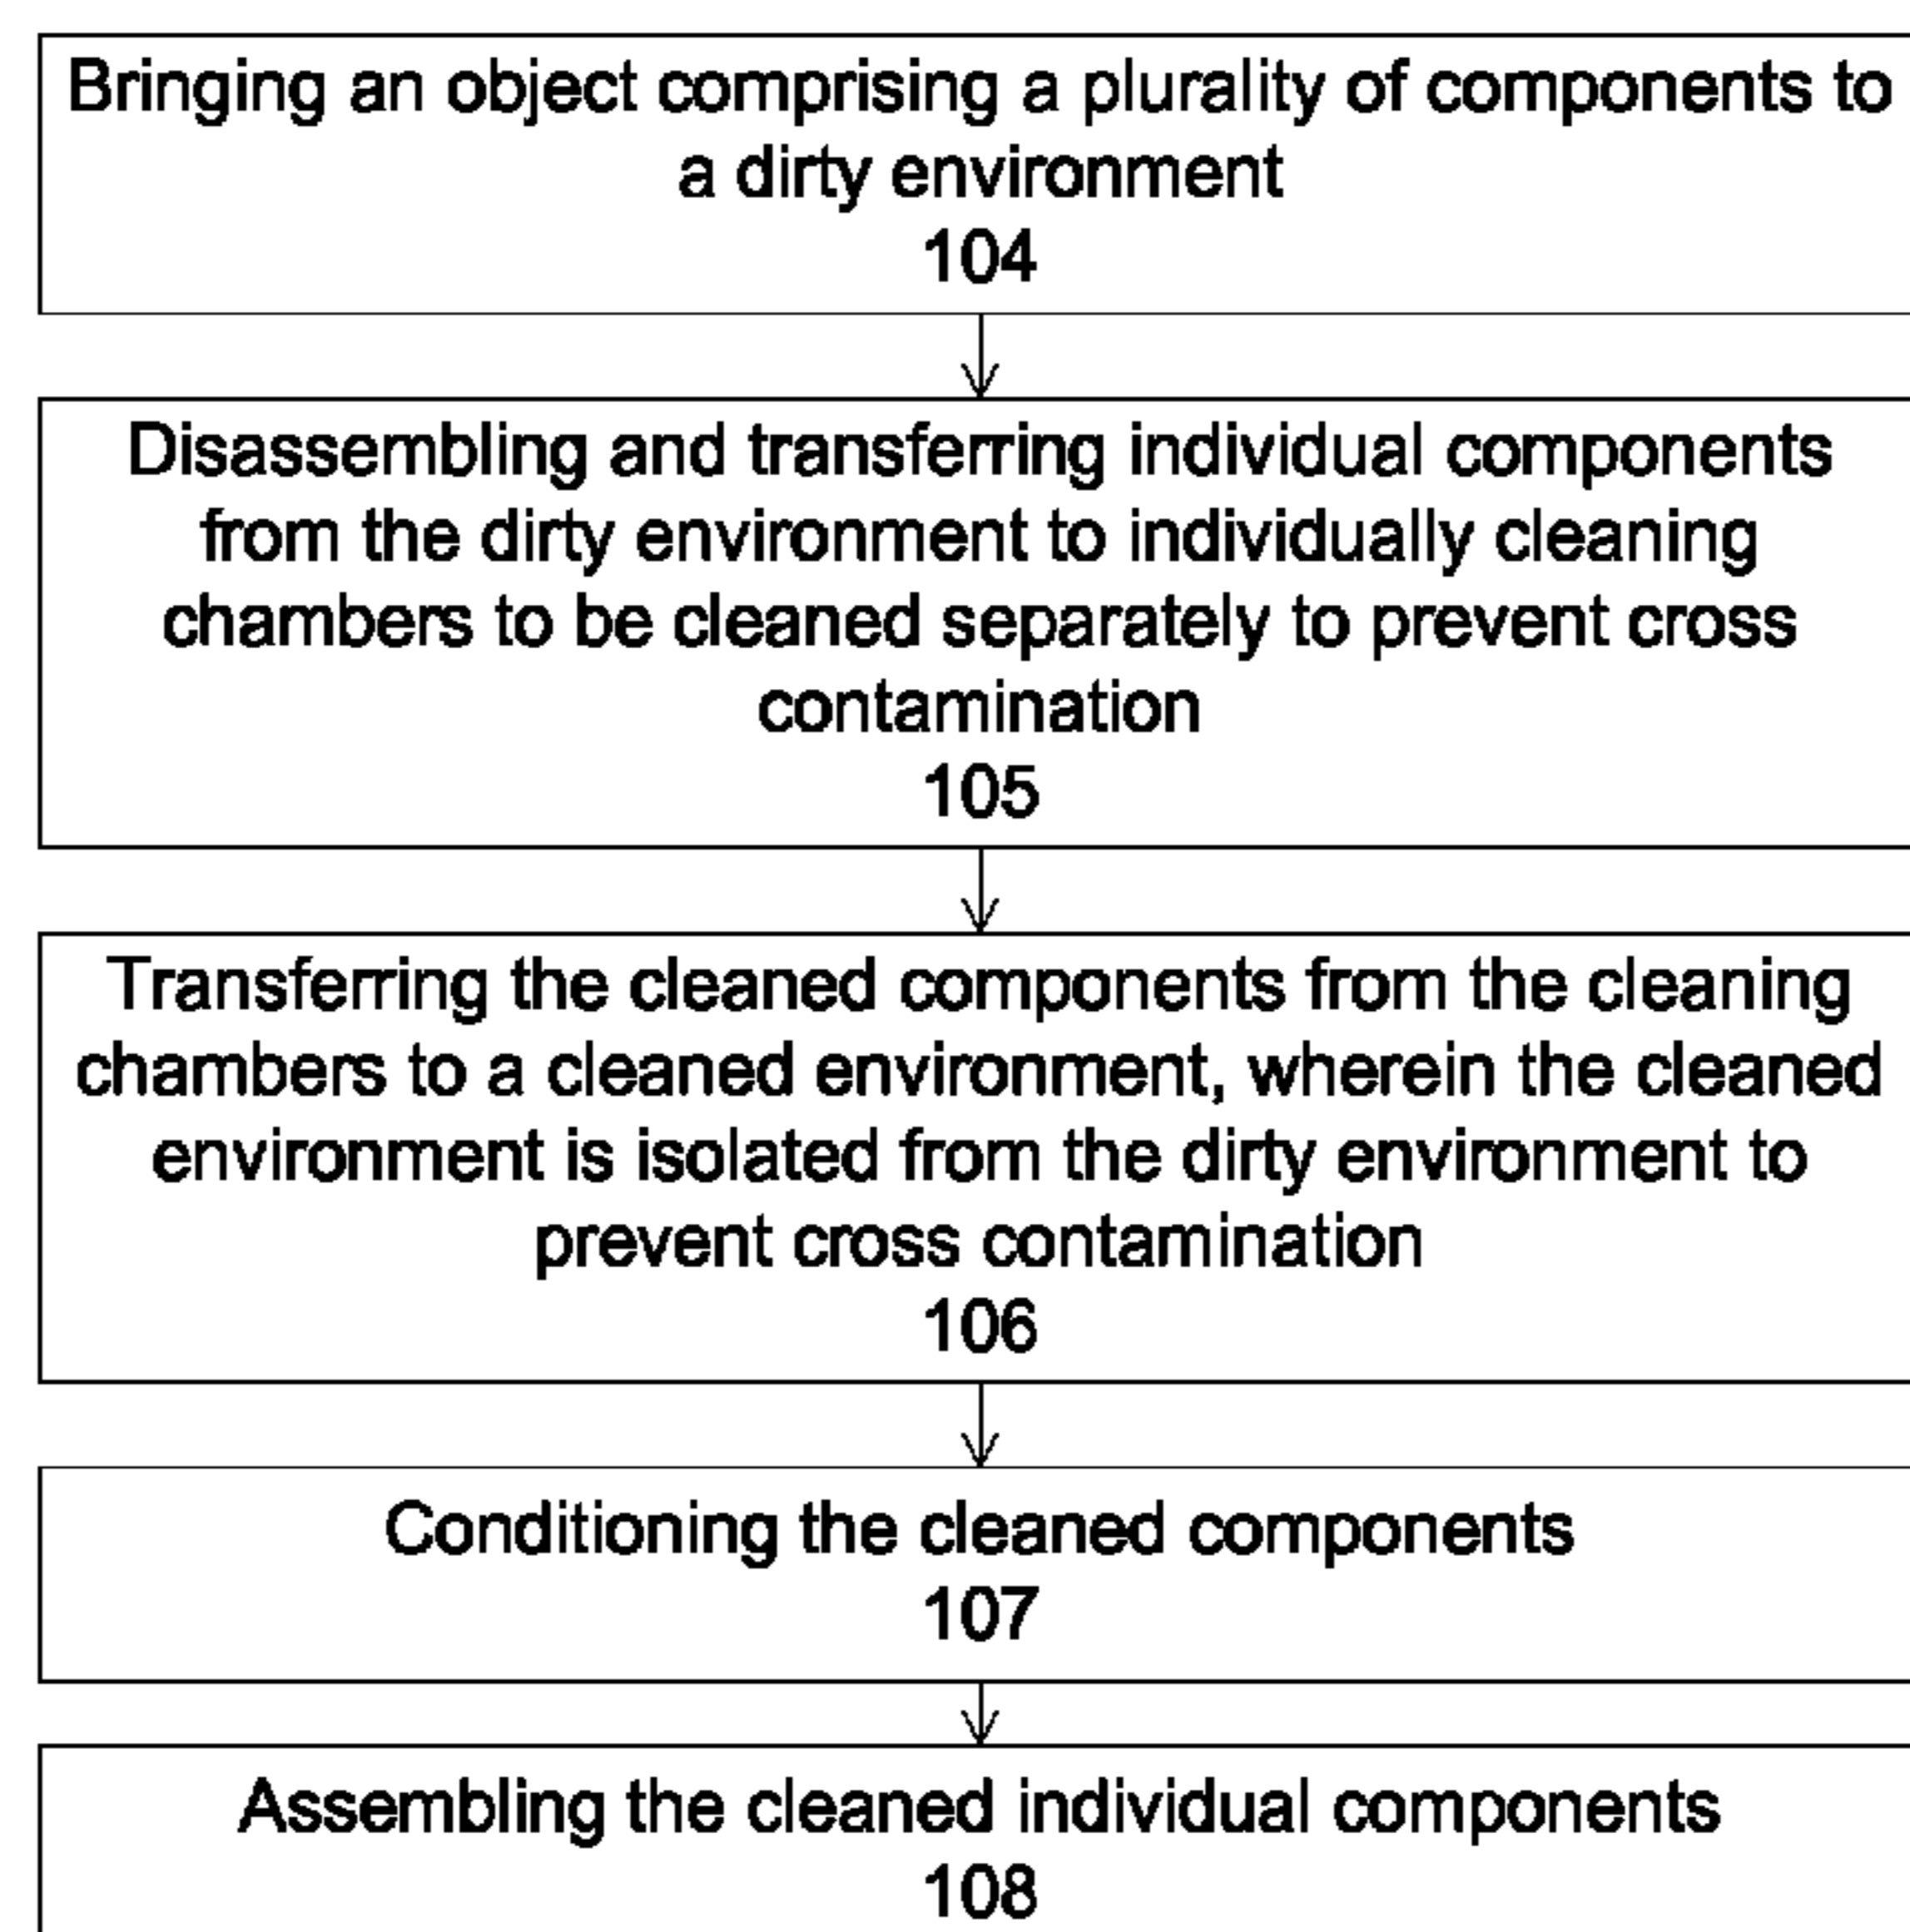 Bringing an object comprising a plurality of components to
a dirty environment
104
Disassembling and transferring individual components
from the dirty environment to individually cleaning
chambers to be cleaned separately to prevent cross
contamination
105
Transferring the cleaned components from the cleaning
chambers to a cleaned environment, wherein the cleaned
environment is isolated from the dirty environment to
prevent cross contamination
106
Conditioning the cleaned components
107
Assembling the cleaned individual components
108